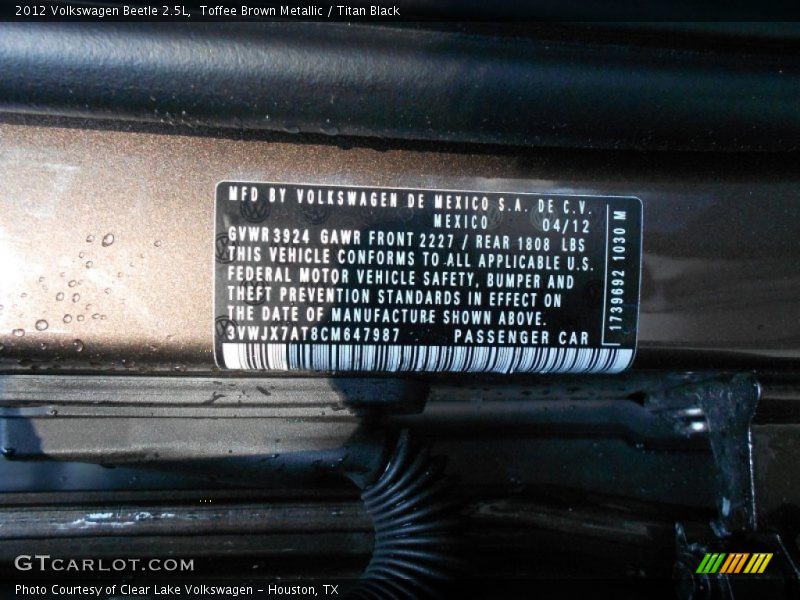 2012 Volkswagen Beetle 2.5L,  Toffee Brown Metallic / Titan Black
MFD BY VOLKSWAGEN DE MEXICO S.A. DE C.V.
MEXICO 04/12
GVWR 3924 GAWR FRONT 2227 / REAR 1808 LBS
THIS VEHICLE CONFORMS TO ALL APPLICABLE U.S.
FEDERAL MOTOR VEHICLE SAFETY, BUMPER AND
THEFT PREVENTION STANDARDS IN EFFECT ON
THE DATE OF MANUFACTURE SHOWN ABOVE.
3VWJX7AT8CM647987 PASSENGER CAR
1739692 1030 M
GTCARLOT.COM
Photo Courtesy of Clear Lake Volkswagen - Houston, TX